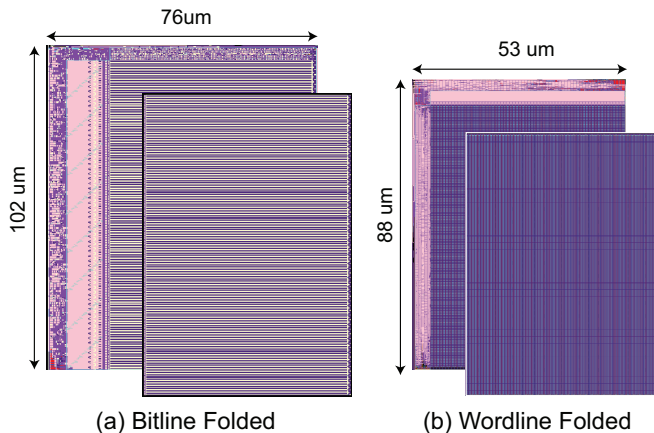 76um
53 um
102 um
88 um
(a) Bitline Folded
(b) Wordline Folded